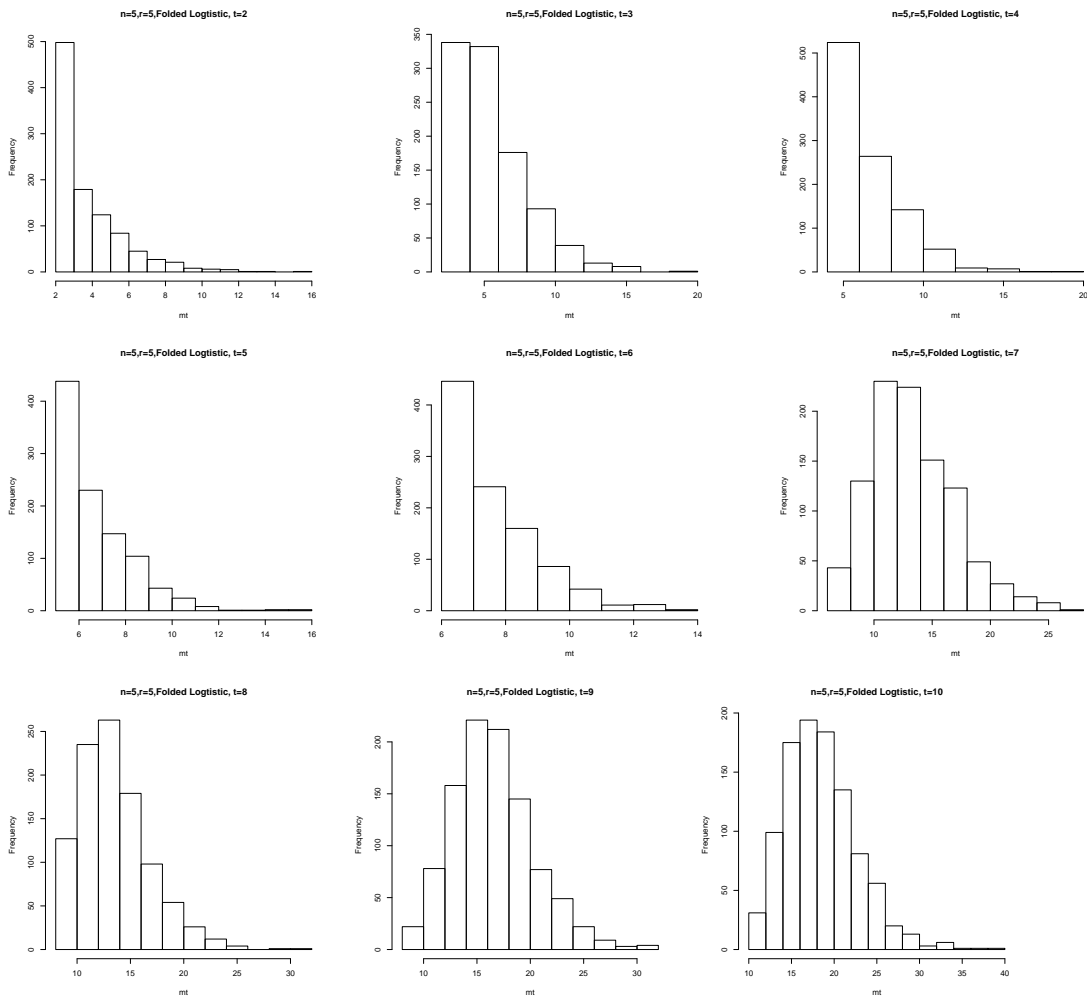 n=5,r=5,Folded Logtistic, t=2
Frequency
0 100 200 300 400 500
2 4 6 8 10 12 14 16
mt
n=5,r=5,Folded Logtistic, t=3
Frequency
0 50 100 150 200 250 300 350
5 10 15 20
mt
n=5,r=5,Folded Logtistic, t=4
Frequency
0 100 200 300 400 500
5 10 15 20
mt
n=5,r=5,Folded Logtistic, t=5
Frequency
0 100 200 300 400
6 8 10 12 14 16
mt
n=5,r=5,Folded Logtistic, t=6
Frequency
0 100 200 300 400
6 8 10 12 14
mt
n=5,r=5,Folded Logtistic, t=7
Frequency
0 50 100 150 200
10 15 20 25
mt
n=5,r=5,Folded Logtistic, t=8
Frequency
0 50 100 150 200 250
10 15 20 25 30
mt
n=5,r=5,Folded Logtistic, t=9
Frequency
0 50 100 150 200
10 15 20 25 30
mt
n=5,r=5,Folded Logtistic, t=10
Frequency
0 50 100 150 200
10 15 20 25 30 35 40
mt